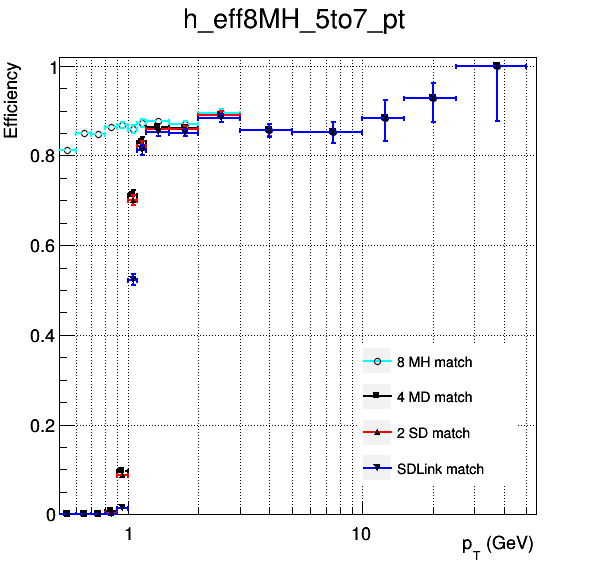 h_eff8MH_5to7_pt
Efficiency
1
0.8
0.6
0.4
0.2
0
8 MH match
4 MD match
2 SD match
SDLink match
1
10
p_T (GeV)